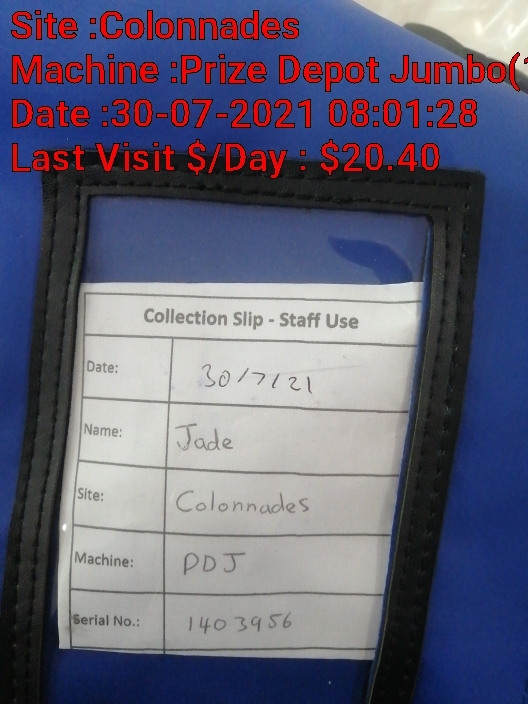 Site :Colonnades
Machine :Prize Depot Jumbo(
Date :30-07-2021 08:01:28
Last Visit $/Day : $20.40
Collection Slip - Staff Use
Date: 30/7/21
Name: Jade
Site: Colonnades
Machine: PDJ
Serial No.: 1403956